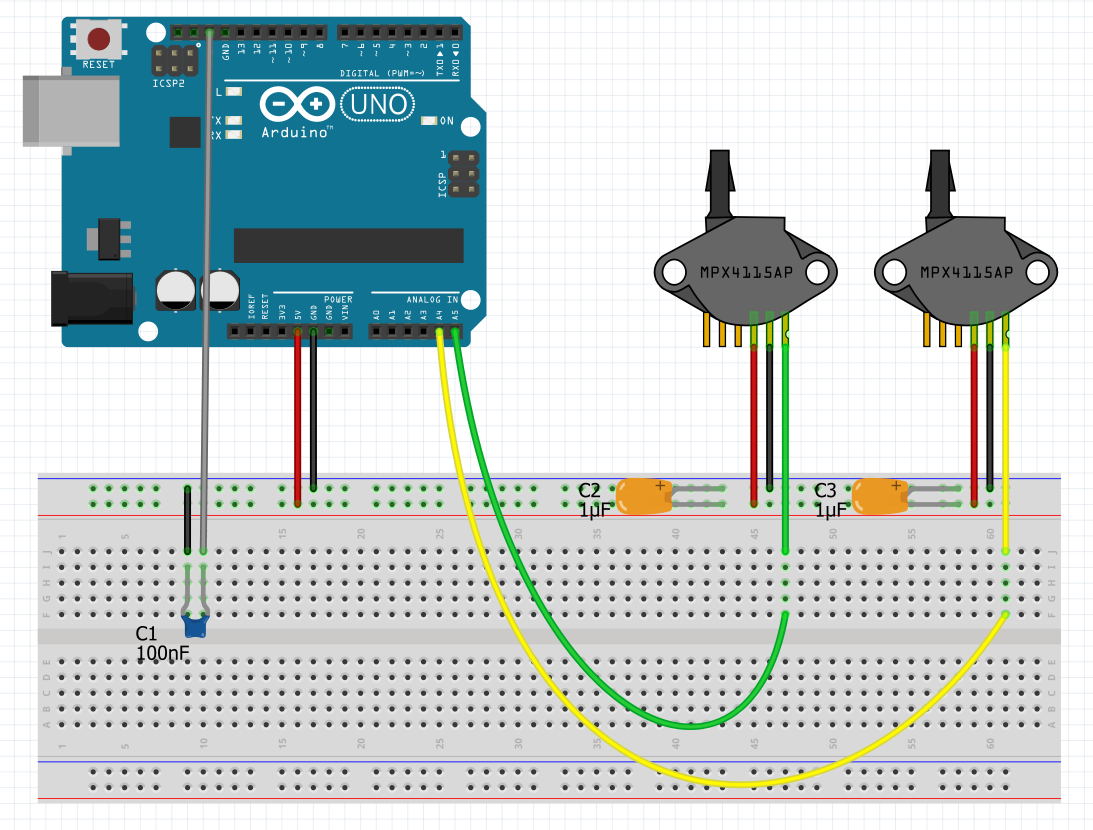 RESET
ICSP2
GND
13
12
~11
~10
~9
8
7
~6
~5
4
~3
2
TXD▶1
RXD◀0
DIGITAL (PWM=~)
L
TX
RX
UNO
Arduino™
ON
1
ICSP
MPX4115AP
MPX4115AP
IOREF
RESET
3V3
5V
GND
GND
VIN
POWER
ANALOG IN
A0
A1
A2
A3
A4
A5
C2
1µF
+
C3
1µF
+
1 5 10 15 20 25 30 35 40 45 50 55 60
J J
I I
H H
G G
F F
C1
100nF
E E
D D
C C
B B
A A
1 5 10 15 20 25 30 35 40 45 50 55 60